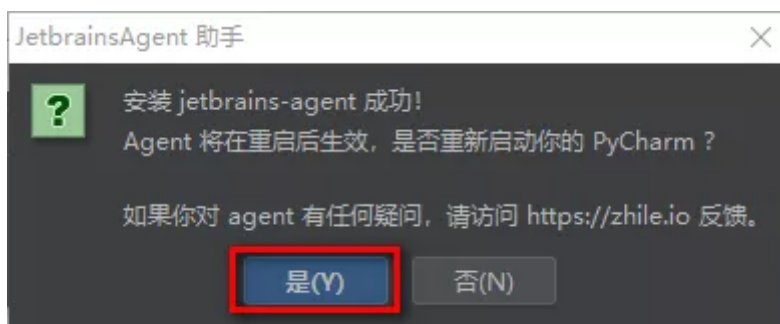 JetbrainsAgent 助手
安装 jetbrains-agent 成功!
Agent 将在重启后生效，是否重新启动你的 PyCharm ?
如果你对 agent 有任何疑问，请访问 https://zhile.io 反馈。
是(Y)
否(N)